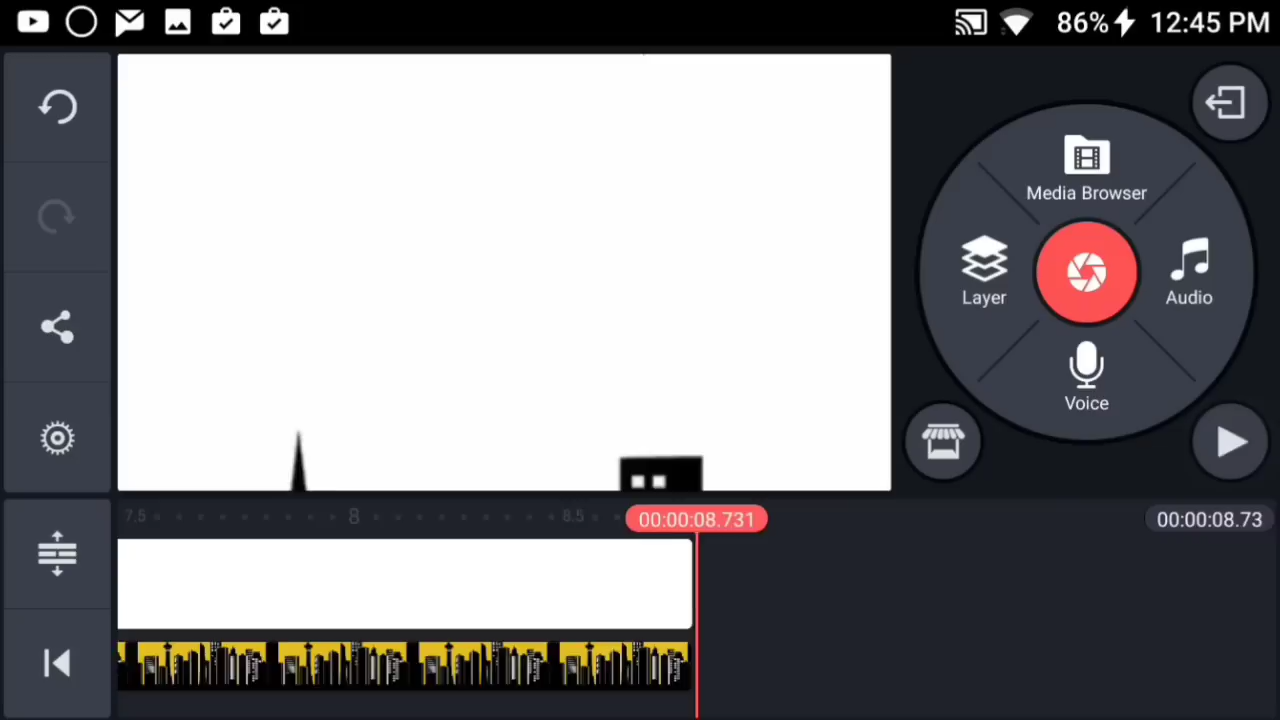 86% 12:45 PM
Media Browser
Layer
Audio
Voice
7.5 8 8.5 00:00:08.731 00:00:08.73